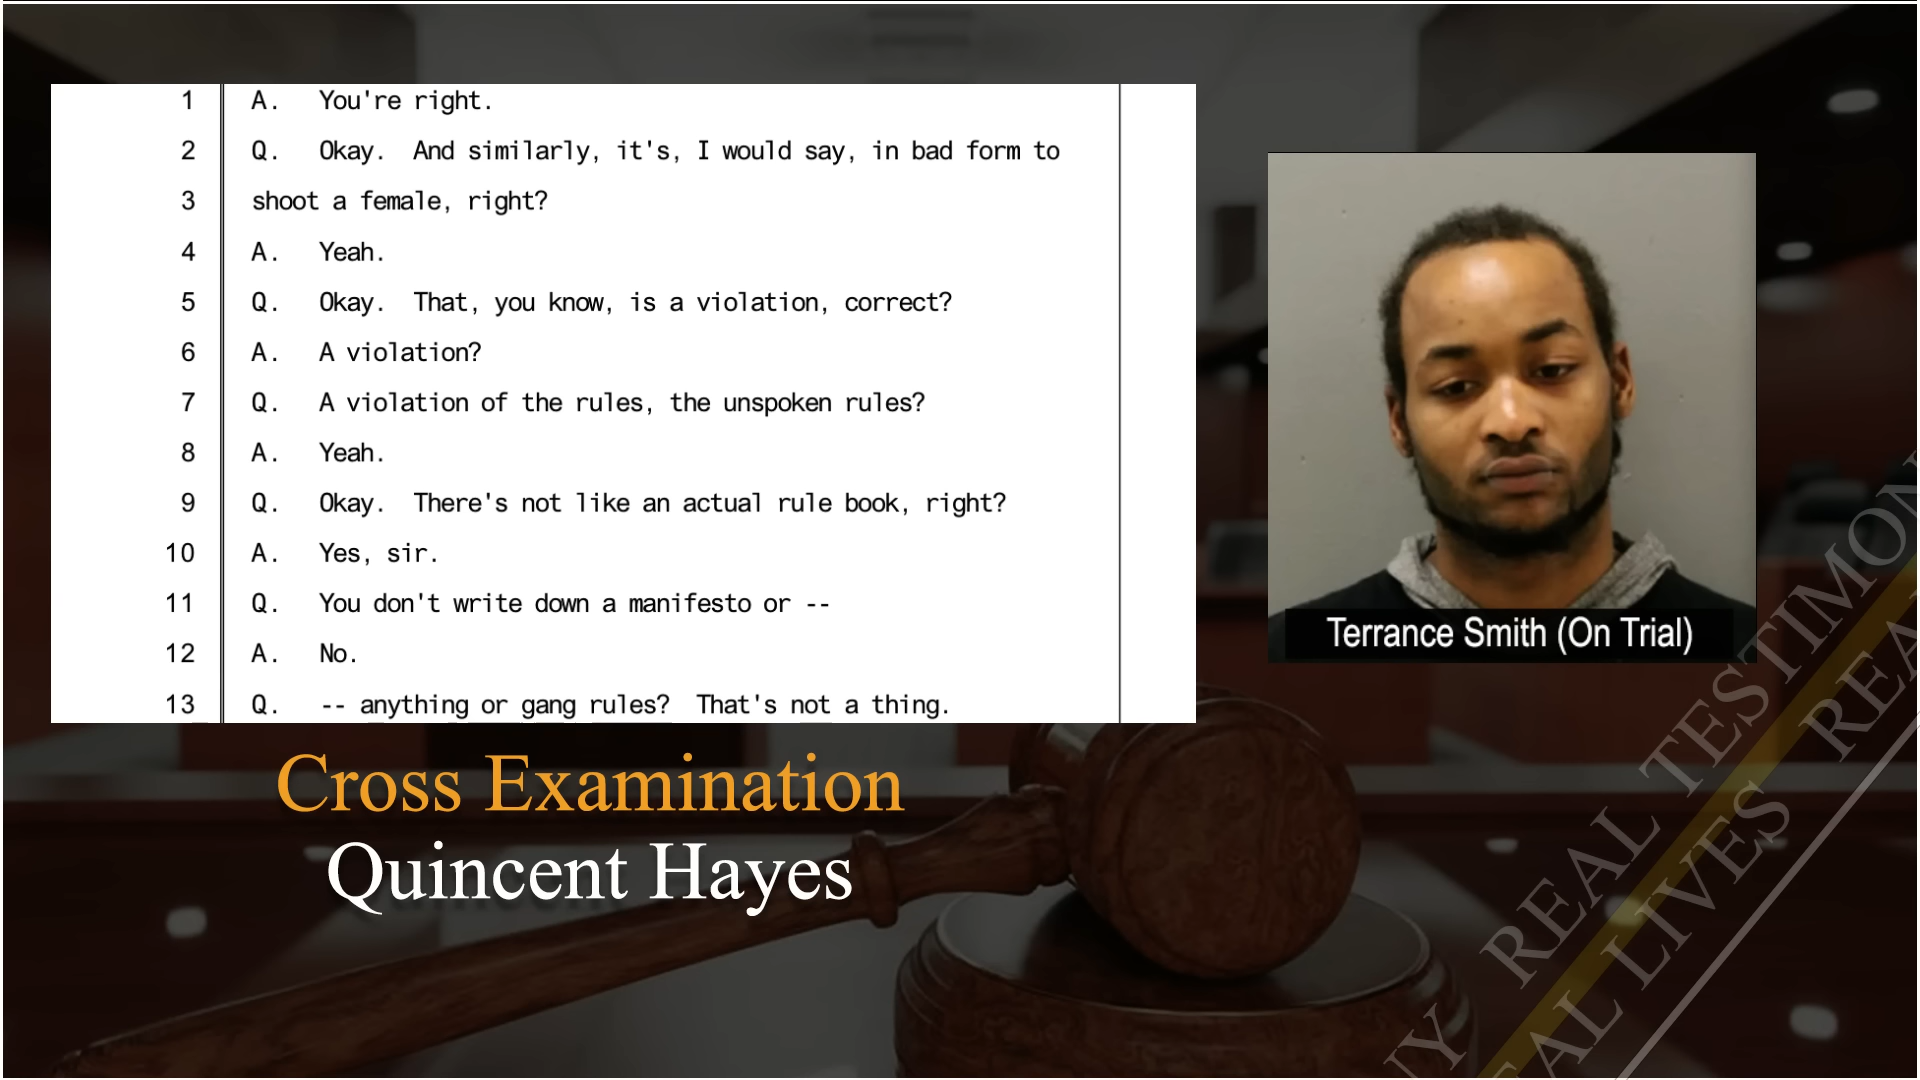 1 A. You're right.
2 Q. Okay. And similarly, it's, I would say, in bad form to
3 shoot a female, right?
4 A. Yeah.
5 Q. Okay. That, you know, is a violation, correct?
6 A. A violation?
7 Q. A violation of the rules, the unspoken rules?
8 A. Yeah.
9 Q. Okay. There's not like an actual rule book, right?
10 A. Yes, sir.
11 Q. You don't write down a manifesto or --
12 A. No.
13 Q. -- anything or gang rules? That's not a thing.
Terrance Smith (On Trial)
Cross Examination
Quincent Hayes
REAL TESTIMON
LIVES REA